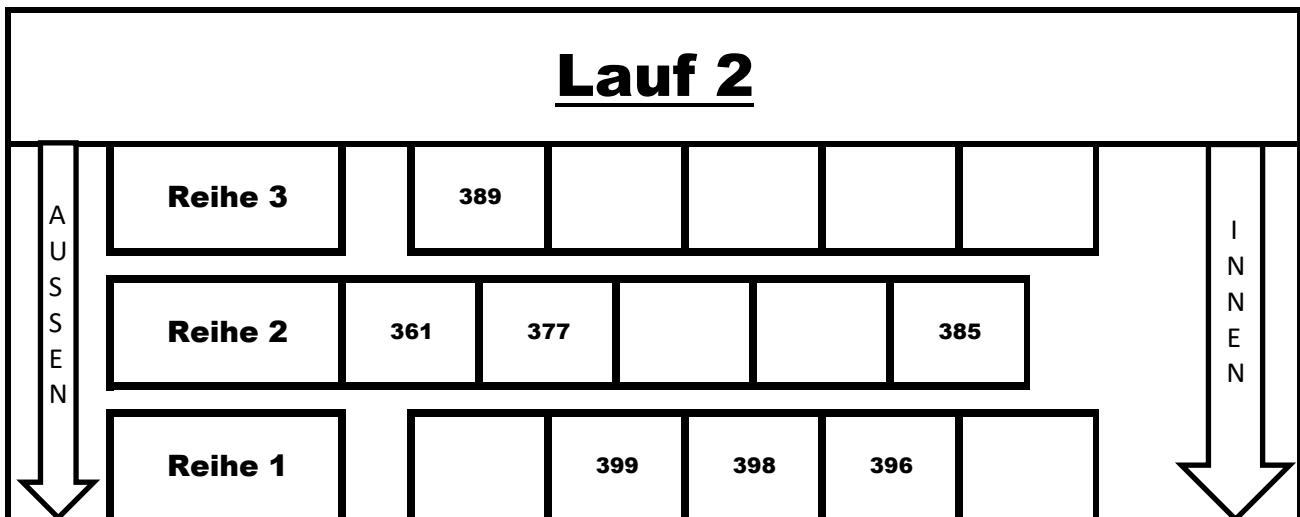 Lauf 2
AUSSEN
Reihe 3 389
Reihe 2 361 377 385
Reihe 1 399 398 396
INNEN